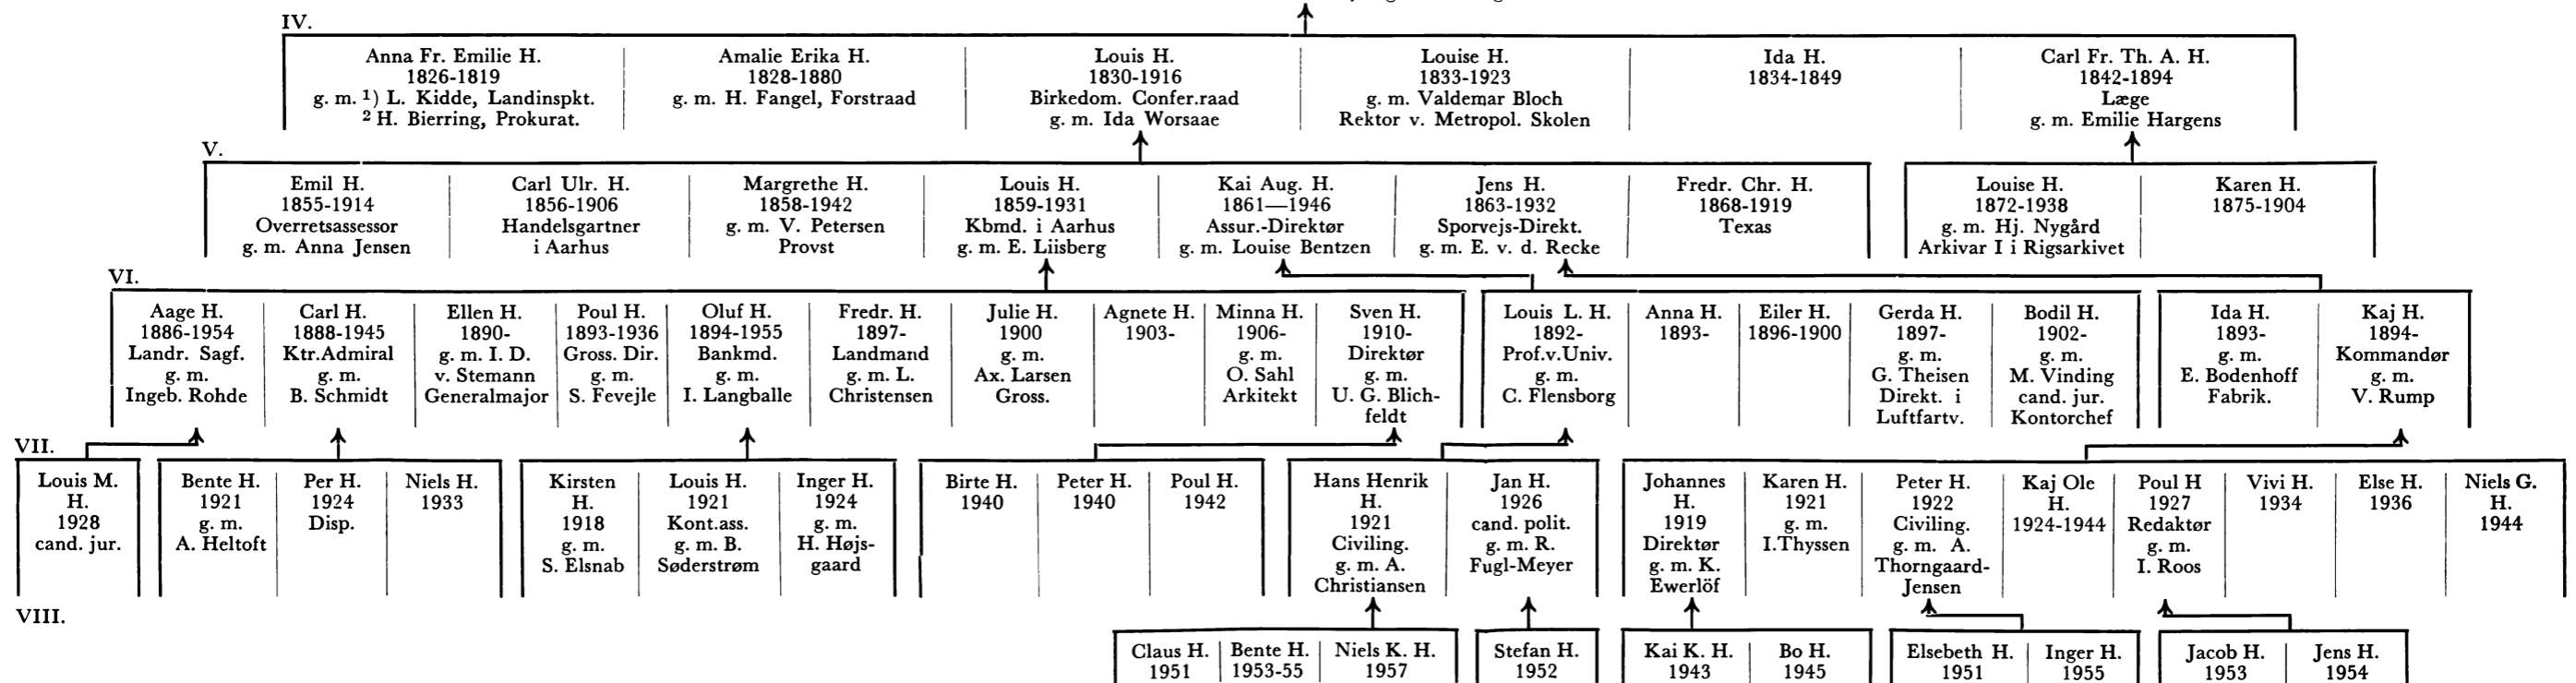 IV.
Anna Fr. Emilie H.
1826-1819
g. m. 1) L. Kidde, Landinspkt.
2 H. Bierring, Prokurat.
Amalie Erika H.
1828-1880
g. m. H. Fangel, Forstraad
Louis H.
1830-1916
Birkedom. Confer.raad
g. m. Ida Worsaae
Louise H.
1833-1923
g. m. Valdemar Bloch
Rektor v. Metropol. Skolen
Ida H.
1834-1849
Carl Fr. Th. A. H.
1842-1894
Læge
g. m. Emilie Hargens
V.
Emil H.
1855-1914
Overretsassessor
g. m. Anna Jensen
Carl Ulr. H.
1856-1906
Handelsgartner
i Aarhus
Margrethe H.
1858-1942
g. m. V. Petersen
Provst
Louis H.
1859-1931
Kbmd. i Aarhus
g. m. E. Liisberg
Kai Aug. H.
1861—1946
Assur.-Direktør
g. m. Louise Bentzen
Jens H.
1863-1932
Sporvejs-Direkt.
g. m. E. v. d. Recke
Fredr. Chr. H.
1868-1919
Texas
Louise H.
1872-1938
g. m. Hj. Nygård
Arkivar I i Rigsarkivet
Karen H.
1875-1904
VI.
Aage H.
1886-1954
Landr. Sagf.
g. m.
Ingeb. Rohde
Carl H.
1888-1945
Ktr.Admiral
g. m.
B. Schmidt
Ellen H.
1890-
g. m. I. D.
v. Stemann
Generalmajor
Poul H.
1893-1936
Gross. Dir.
g. m.
S. Fevejle
Oluf H.
1894-1955
Bankmd.
g. m.
I. Langballe
Fredr. H.
1897-
Landmand
g. m. L.
Christensen
Julie H.
1900
g. m.
Ax. Larsen
Gross.
Agnete H.
1903-
Minna H.
1906-
g. m.
O. Sahl
Arkitekt
Sven H.
1910-
Direktør
g. m.
U. G. Blich-
feldt
Louis L. H.
1892-
Prof.v.Univ.
g. m.
C. Flensborg
Anna H.
1893-
Eiler H.
1896-1900
Gerda H.
1897-
g. m.
G. Theisen
Direkt. i
Luftfartv.
Bodil H.
1902-
g. m.
M. Vinding
cand. jur.
Kontorchef
Ida H.
1893-
g. m.
E. Bodenhoff
Fabrik.
Kaj H.
1894-
Kommandør
g. m.
V. Rump
VII.
Louis M.
H.
1928
cand. jur.
Bente H.
1921
g. m.
A. Heltoft
Per H.
1924
Disp.
Niels H.
1933
Kirsten
H.
1918
g. m.
S. Elsnab
Louis H.
1921
Kont.ass.
g. m. B.
Søderstrøm
Inger H.
1924
g. m.
H. Højs-
gaard
Birte H.
1940
Peter H.
1940
Poul H.
1942
Hans Henrik
H.
1921
Civiling.
g. m. A.
Christiansen
Jan H.
1926
cand. polit.
g. m. R.
Fugl-Meyer
Johannes
H.
1919
Direktør
g. m. K.
Ewerlöf
Karen H.
1921
g. m.
I.Thyssen
Peter H.
1922
Civiling.
g. m. A.
Thorngaard-
Jensen
Kaj Ole
H.
1924-1944
Poul H
1927
Redaktør
g. m.
I. Roos
Vivi H.
1934
Else H.
1936
Niels G.
H.
1944
VIII.
Claus H.
1951
Bente H.
1953-55
Niels K. H.
1957
Stefan H.
1952
Kai K. H.
1943
Bo H.
1945
Elsebeth H.
1951
Inger H.
1955
Jacob H.
1953
Jens H.
1954